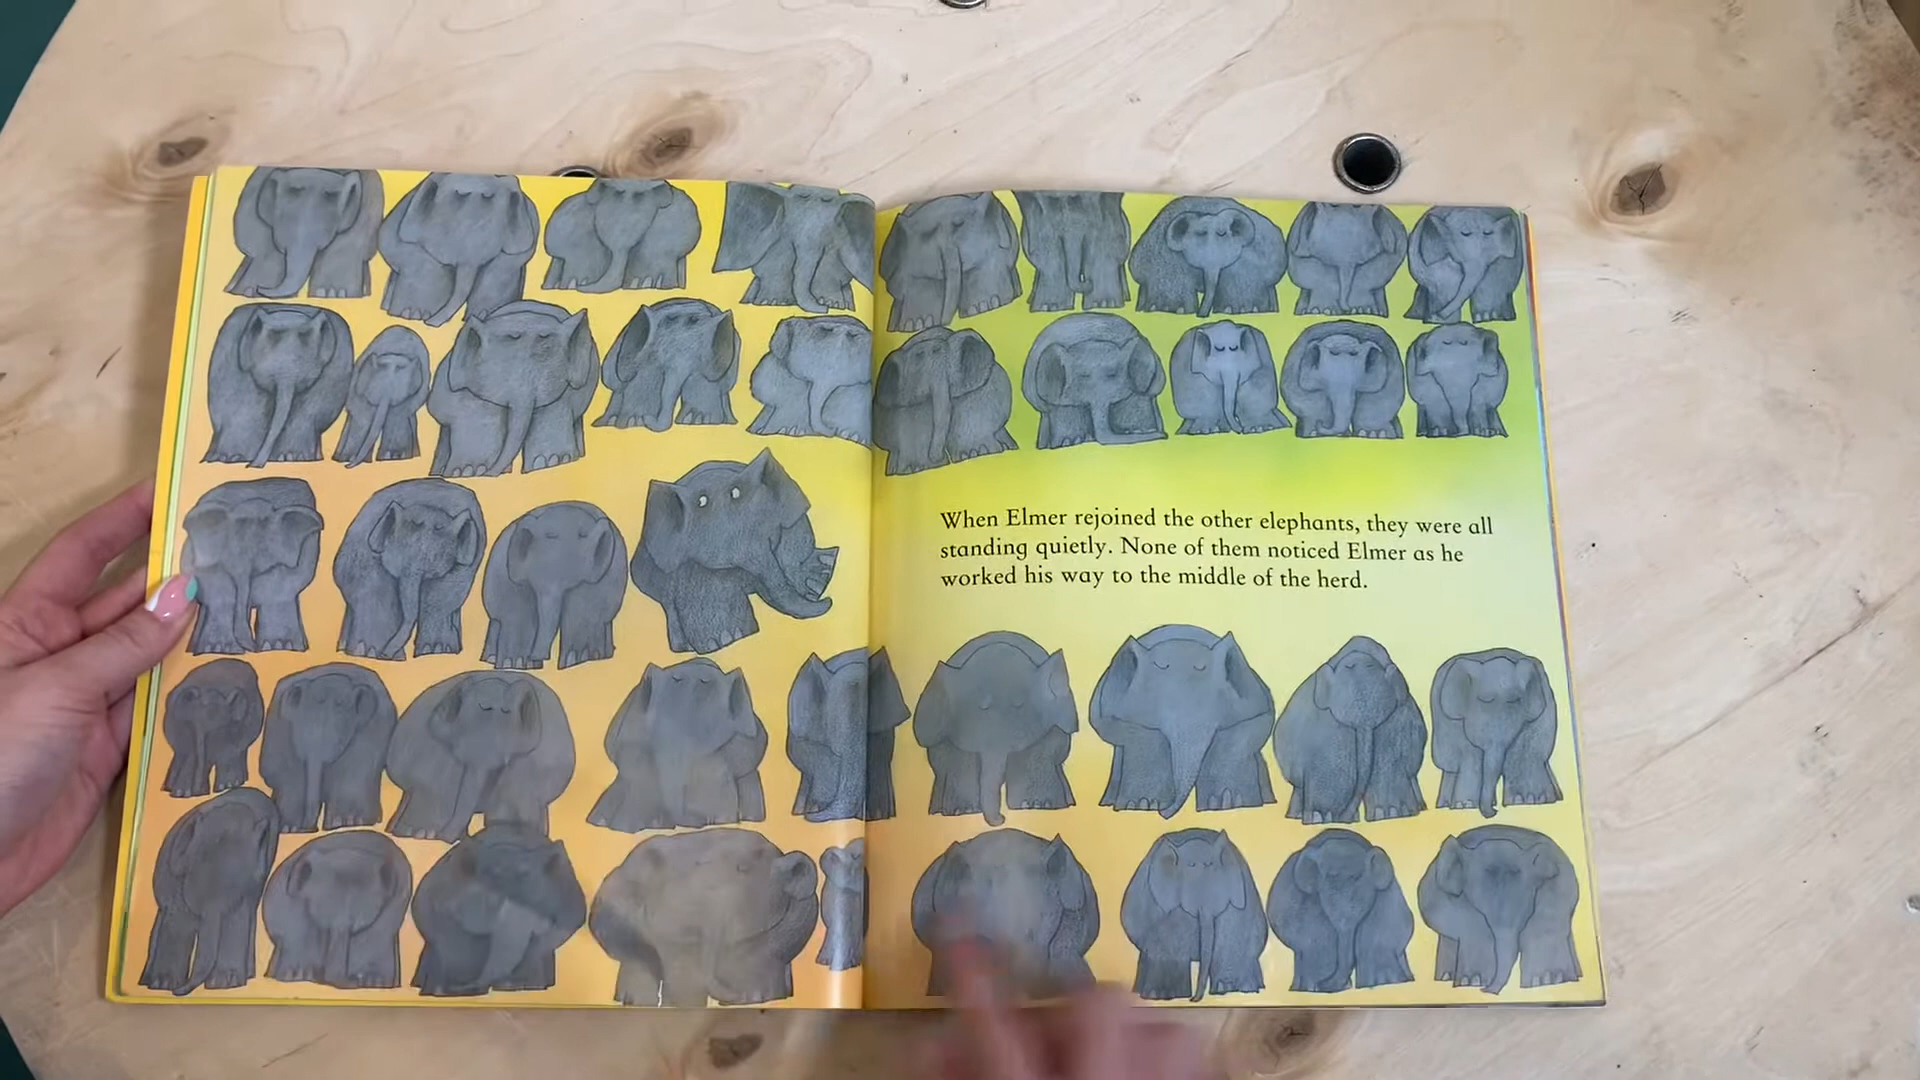 When Elmer rejoined the other elephants, they were all
standing quietly. None of them noticed Elmer as he
worked his way to the middle of the herd.